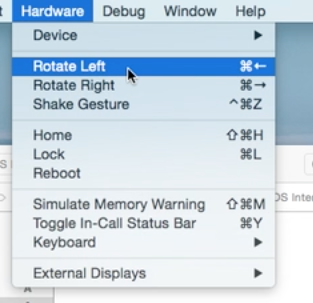 Hardware Debug Window Help
Device
Rotate Left ⌘←
Rotate Right ⌘→
Shake Gesture ^⌘Z
Home ⇧⌘H
Lock ⌘L
Reboot
Simulate Memory Warning ⇧⌘M
Toggle In-Call Status Bar ⌘Y
Keyboard
External Displays